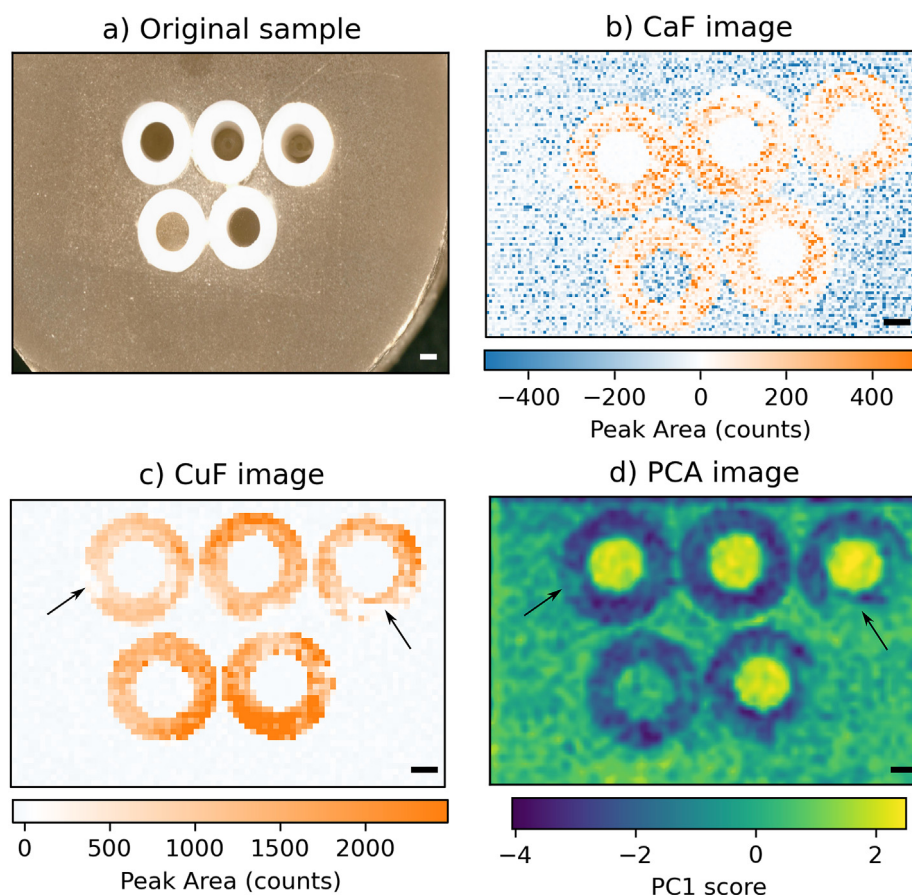 a) Original sample
b) CaF image
−400 −200 0 200 400
Peak Area (counts)
c) CuF image
d) PCA image
0 500 1000 1500 2000
Peak Area (counts)
−4 −2 0 2
PC1 score